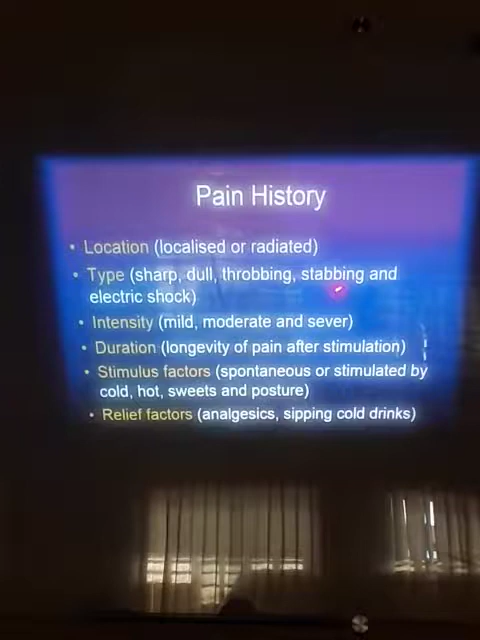 Pain History
• Location (localised or radiated)
• Type (sharp, dull, throbbing, stabbing and
electric shock)
• Intensity (mild, moderate and sever)
• Duration (longevity of pain after stimulation)
• Stimulus factors (spontaneous or stimulated by
cold, hot, sweets and posture)
• Relief factors (analgesics, sipping cold drinks)